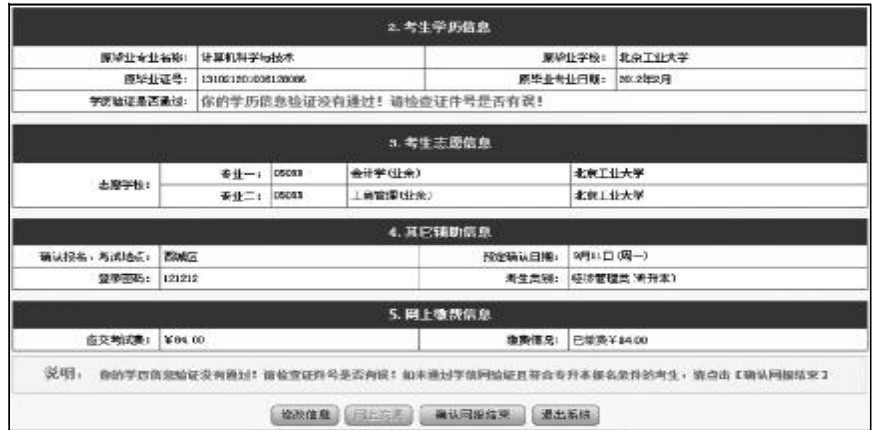 2. 考生学历信息
原毕业专业名称： 计算机科学与技术 原毕业学校： 北京工业大学
原毕业证号： 原毕业专业日期： 2012年2月
学历验证是否通过： 你的学历信息验证没有通过！请检查证件号是否有误！
3. 考生志愿信息
志愿学校： 专业一： 会计学(业余) 北京工业大学
专业二： 工商管理(业余) 北京工业大学
4. 其它辅助信息
确认报名、考试地点： 西城区 预定确认日期： (周一)
登录密码： 121212 考生类别： 经济管理类(专升本)
5. 网上缴费信息
应交考试费： ￥84.00 缴费情况： 已缴费￥84.00
说明： 你的学历信息验证没有通过！请检查证件号是否有误！如未通过学信网验证且符合专升本报名条件的考生，请点击【确认网报结束】
修改信息 确认网报结束 退出系统